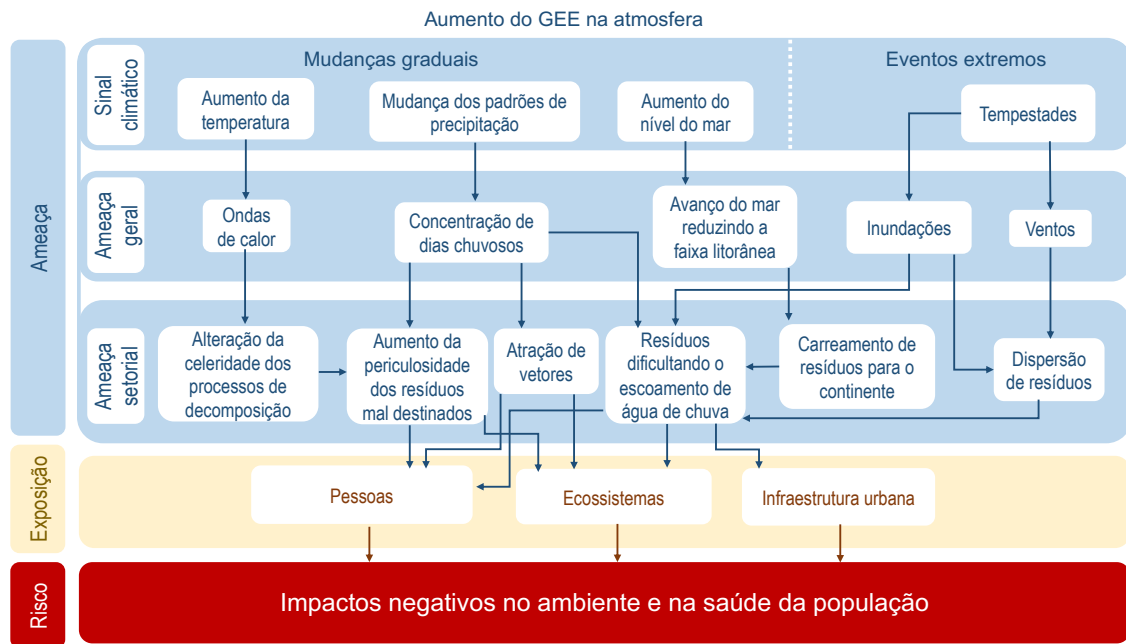 Aumento do GEE na atmosfera
Ameaça
Sinal
climático
Mudanças graduais
Eventos extremos
Aumento da
temperatura
Mudança dos padrões de
precipitação
Aumento do
nível do mar
Tempestades
Ameaça
geral
Ondas
de calor
Concentração de
dias chuvosos
Avanço do mar
reduzindo a
faixa litorânea
Inundações
Ventos
Ameaça
setorial
Alteração da
celeridade dos
processos de
decomposição
Aumento da
periculosidade
dos resíduos
mal destinados
Atração de
vetores
Resíduos
dificultando o
escoamento de
água de chuva
Carreamento de
resíduos para o
continente
Dispersão
de resíduos
Exposição
Pessoas
Ecossistemas
Infraestrutura urbana
Risco
Impactos negativos no ambiente e na saúde da população